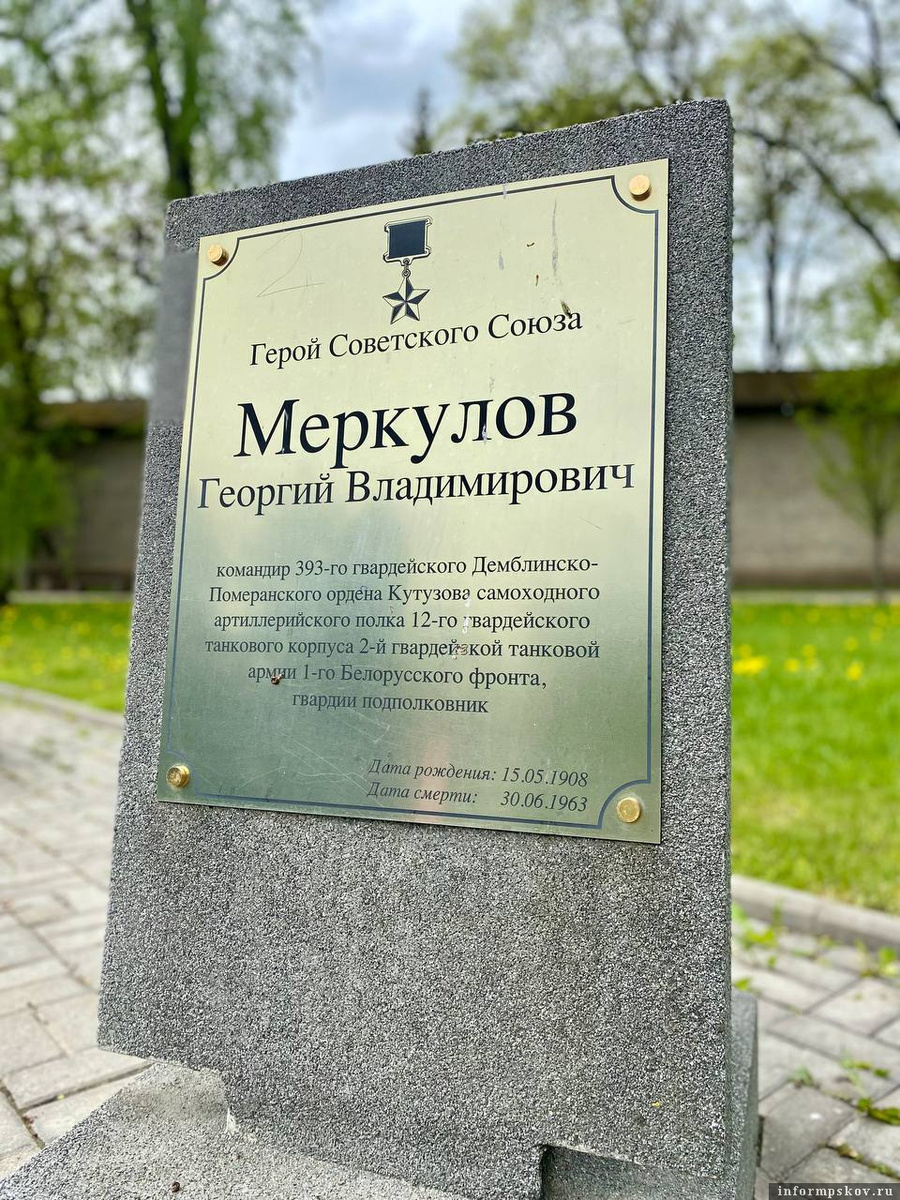 Герой Советского Союза
Меркулов
Георгий Владимирович
командир 393-го гвардейского Демблинско-
Померанского ордена Кутузова самоходного
артиллерийского полка 12-го гвардейского
танкового корпуса 2-й гвардейской танковой
армии 1-го Белорусского фронта,
гвардии подполковник
Дата рождения: 15.05.1908
Дата смерти: 30.06.1963
informpskov.ru